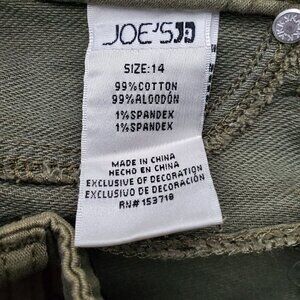 JOE'S
SIZE: 14
99% COTTON
99% ALGODÓN
1% SPANDEX
1% SPANDEX
MADE IN CHINA
HECHO EN CHINA
EXCLUSIVE OF DECORATION
EXCLUSIVO DE DECORACIÓN
RN# 153718